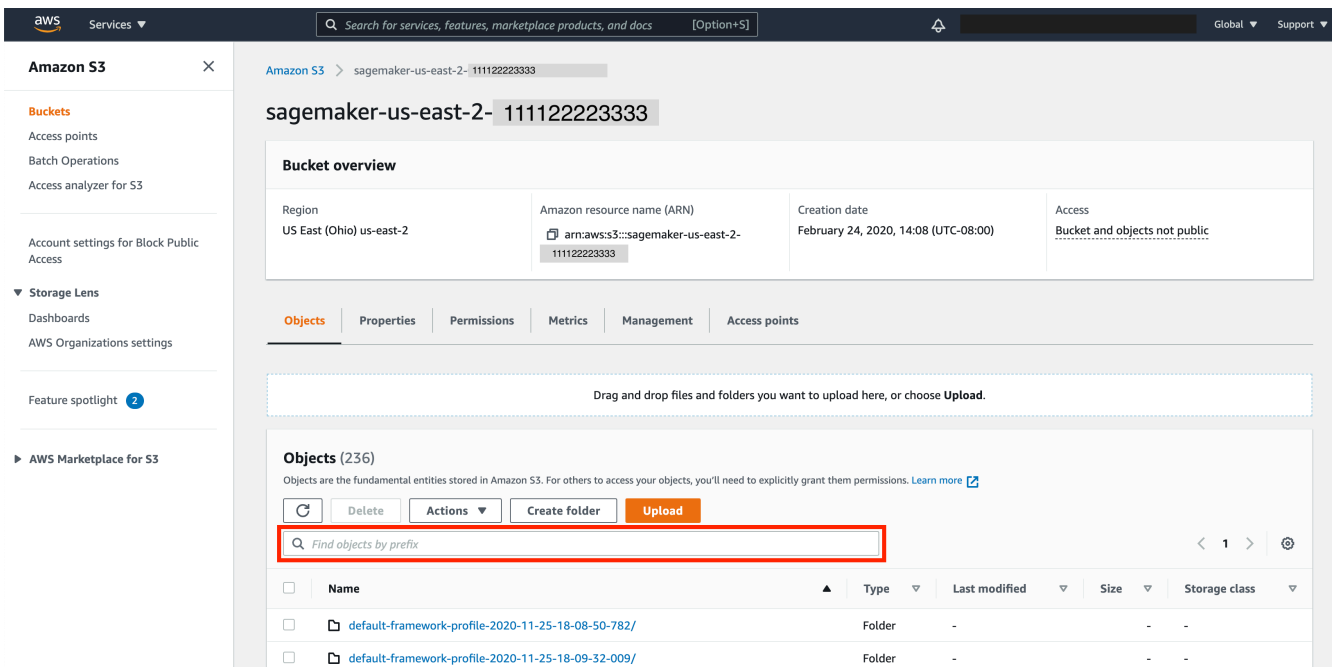 aws Services ▼ Search for services, features, marketplace products, and docs [Option+S] Global ▼ Support ▼
Amazon S3
Buckets
Access points
Batch Operations
Access analyzer for S3
Account settings for Block Public
Access
▼ Storage Lens
Dashboards
AWS Organizations settings
Feature spotlight 2
▶ AWS Marketplace for S3
Amazon S3 > sagemaker-us-east-2- 111122223333
sagemaker-us-east-2- 111122223333
Bucket overview
Region
US East (Ohio) us-east-2
Amazon resource name (ARN)
arn:aws:s3:::sagemaker-us-east-2-
111122223333
Creation date
February 24, 2020, 14:08 (UTC-08:00)
Access
Bucket and objects not public
Objects Properties Permissions Metrics Management Access points
Drag and drop files and folders you want to upload here, or choose Upload.
Objects (236)
Objects are the fundamental entities stored in Amazon S3. For others to access your objects, you'll need to explicitly grant them permissions. Learn more
Delete Actions ▼ Create folder Upload
Find objects by prefix < 1 >
Name ▲ Type ▽ Last modified ▽ Size ▽ Storage class ▽
default-framework-profile-2020-11-25-18-08-50-782/ Folder - - -
default-framework-profile-2020-11-25-18-09-32-009/ Folder - - -